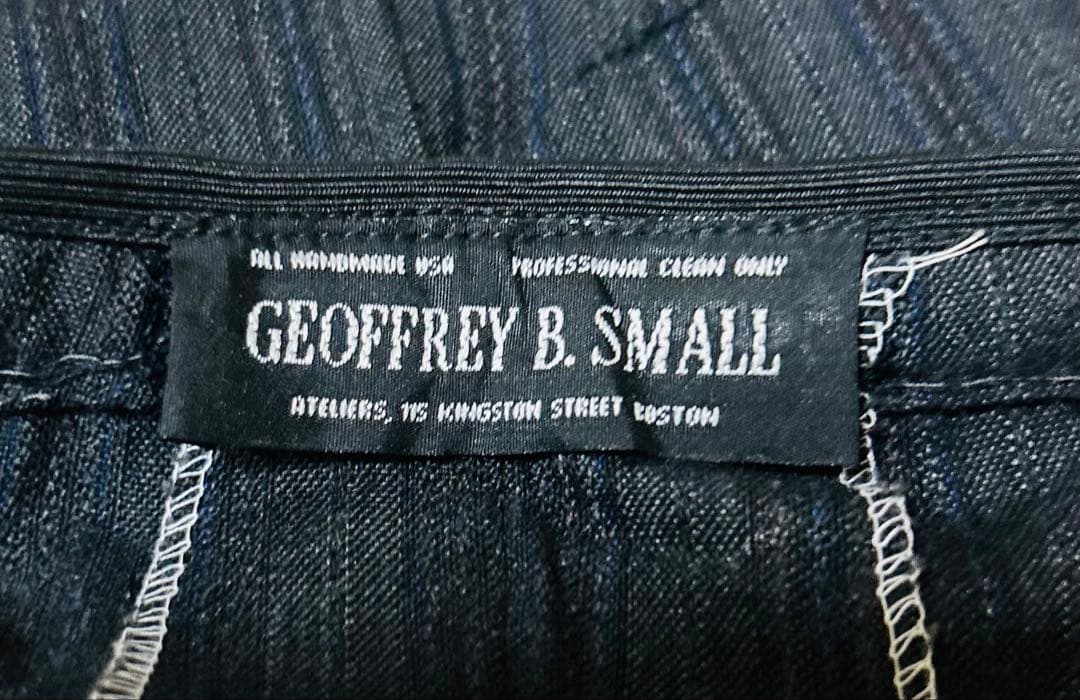 ALL HANDMADE USA PROFESSIONAL CLEAN ONLY
GEOFFREY B. SMALL
ATELIERS, 115 KINGSTON STREET BOSTON